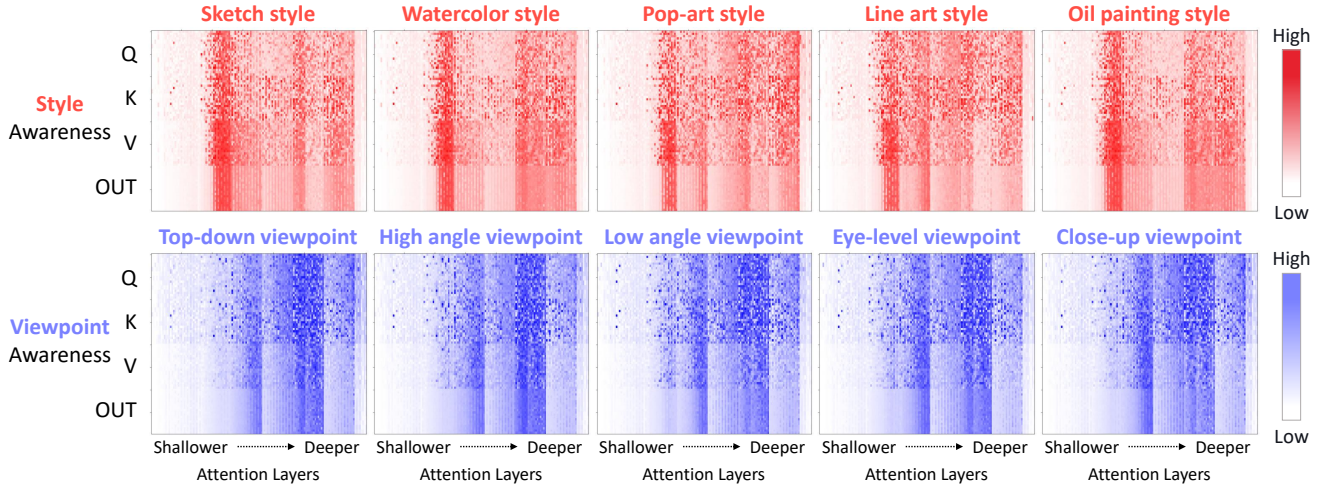 Sketch style
Watercolor style
Pop-art style
Line art style
Oil painting style
High
Low
Style
Awareness
Q
K
V
OUT
Top-down viewpoint
High angle viewpoint
Low angle viewpoint
Eye-level viewpoint
Close-up viewpoint
High
Low
Viewpoint
Awareness
Q
K
V
OUT
Shallower Deeper
Shallower Deeper
Shallower Deeper
Shallower Deeper
Shallower Deeper
Attention Layers
Attention Layers
Attention Layers
Attention Layers
Attention Layers